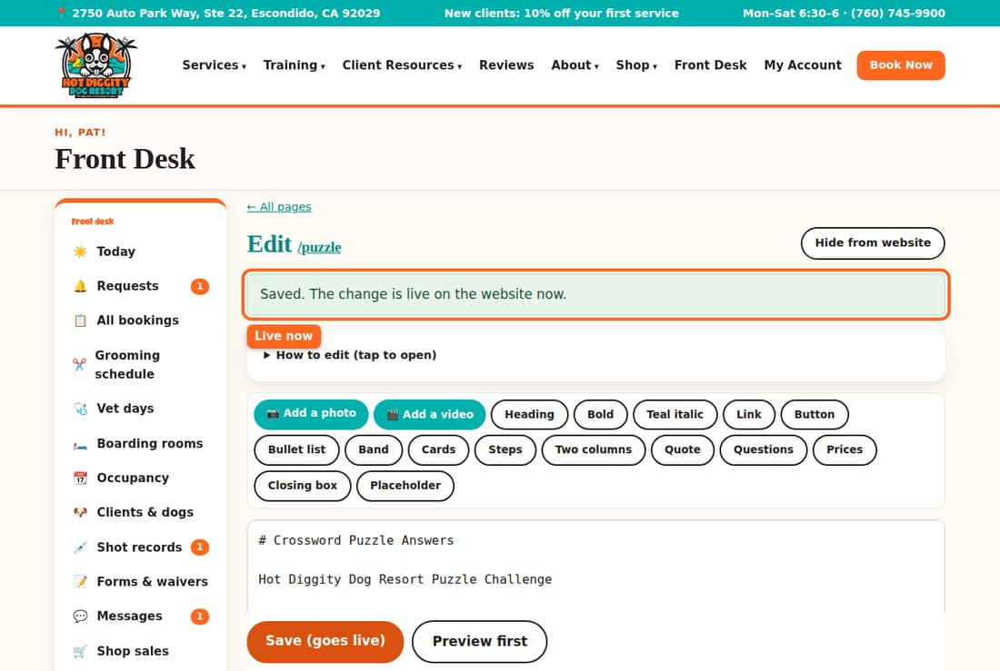 2750 Auto Park Way, Ste 22, Escondido, CA 92029
New clients: 10% off your first service
Mon–Sat 6:30–6 · (760) 745-9900
HOT DIGGITY
DOG RESORT
Services ▾
Training ▾
Client Resources ▾
Reviews
About ▾
Shop ▾
Front Desk
My Account
Book Now
HI, PAT!
Front Desk
Front desk
Today
Requests 1
All bookings
Grooming
schedule
Vet days
Boarding rooms
Occupancy
Clients & dogs
Shot records 1
Forms & waivers
Messages 1
Shop sales
← All pages
Edit /puzzle
Hide from website
Saved. The change is live on the website now.
Live now
▶ How to edit (tap to open)
Add a photo
Add a video
Heading
Bold
Teal italic
Link
Button
Bullet list
Band
Cards
Steps
Two columns
Quote
Questions
Prices
Closing box
Placeholder
# Crossword Puzzle Answers
Hot Diggity Dog Resort Puzzle Challenge
Save (goes live)
Preview first